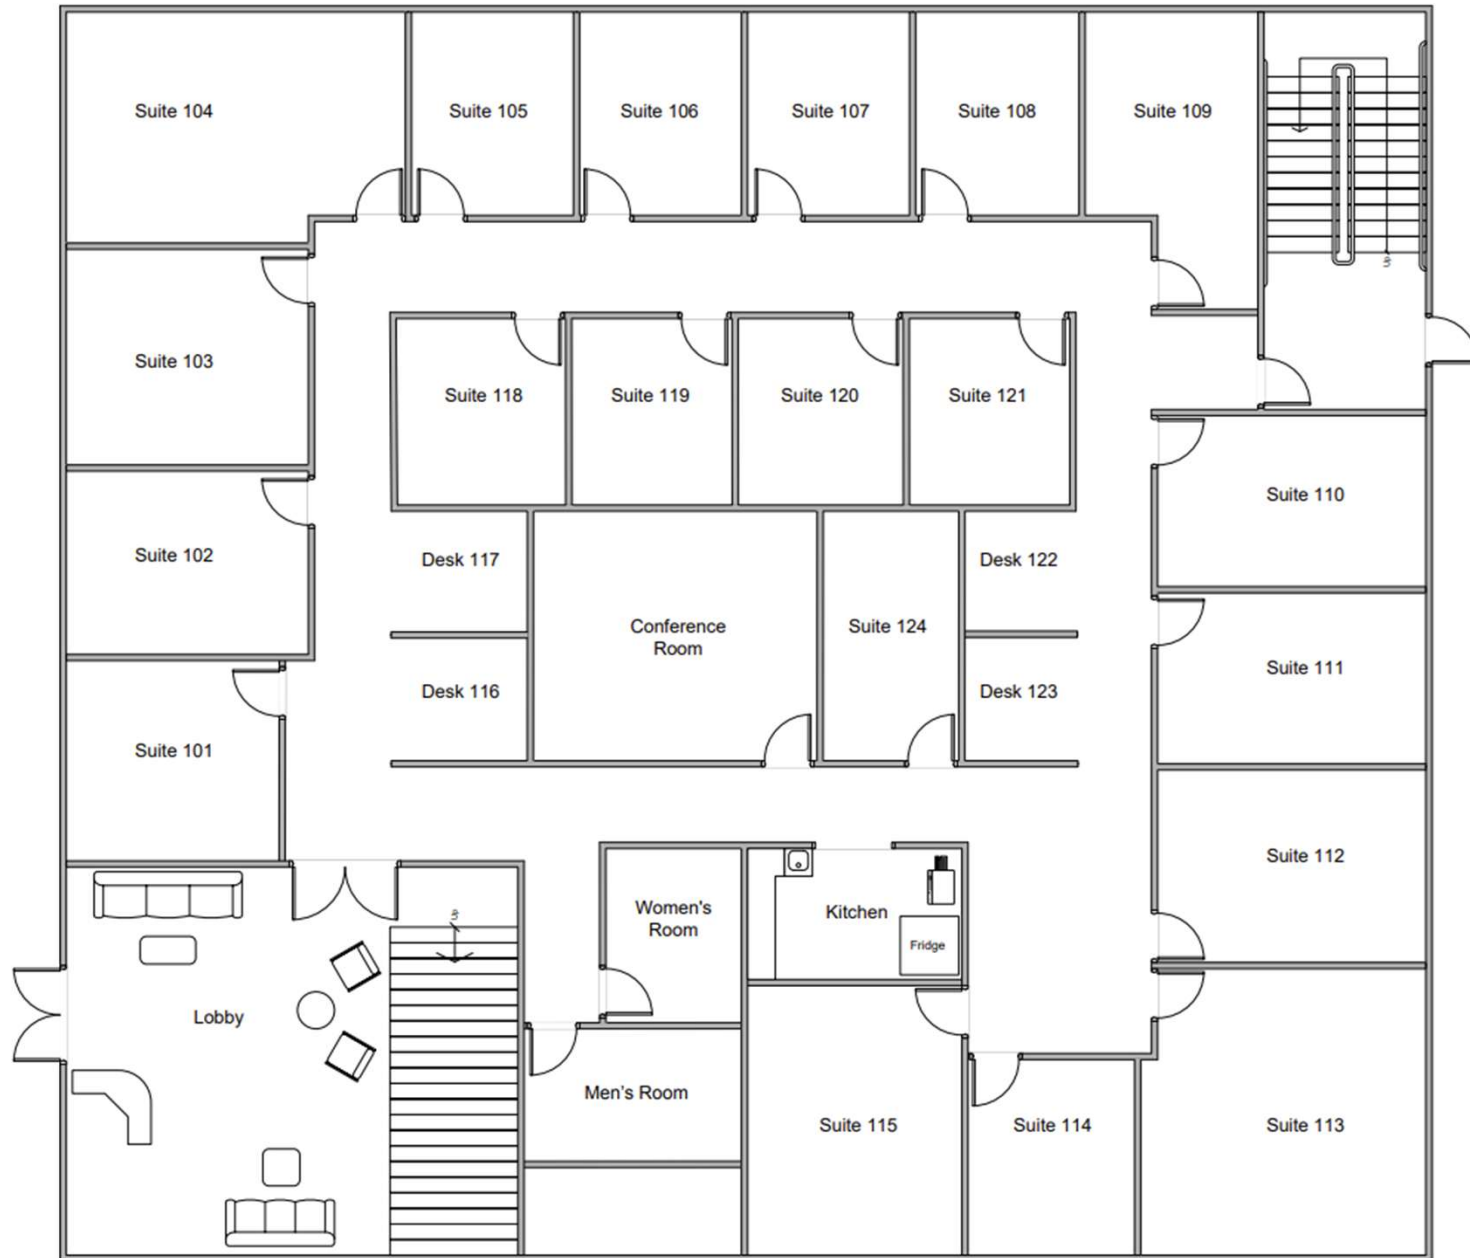 Suite 104
Suite 105
Suite 106
Suite 107
Suite 108
Suite 109
Up
Suite 103
Suite 118
Suite 119
Suite 120
Suite 121
Suite 110
Suite 102
Desk 117
Desk 122
Conference
Room
Suite 124
Suite 111
Desk 116
Desk 123
Suite 101
Suite 112
Women's
Room
Kitchen
Up
Fridge
Lobby
Men's Room
Suite 115
Suite 114
Suite 113